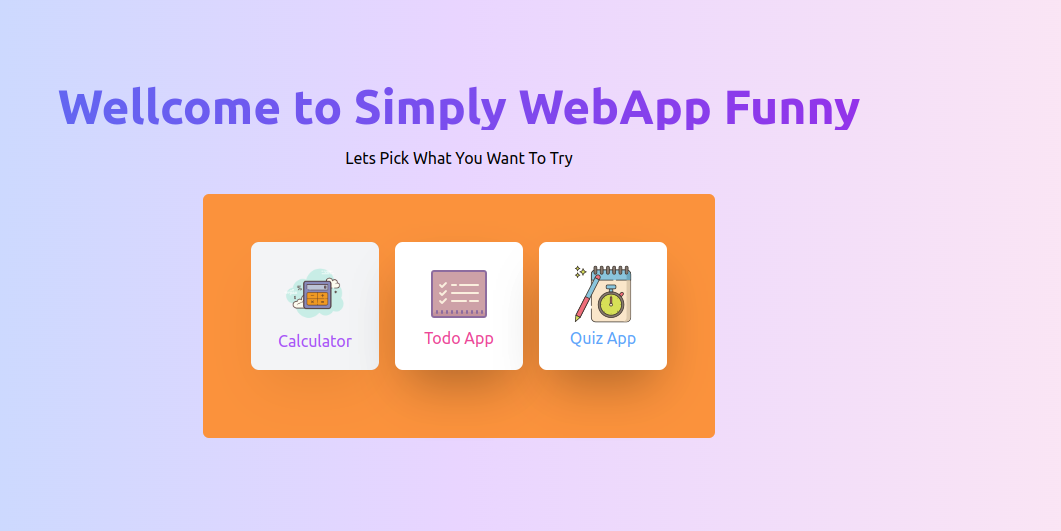 Wellcome to Simply WebApp Funny
Lets Pick What You Want To Try
Calculator
Todo App
Quiz App